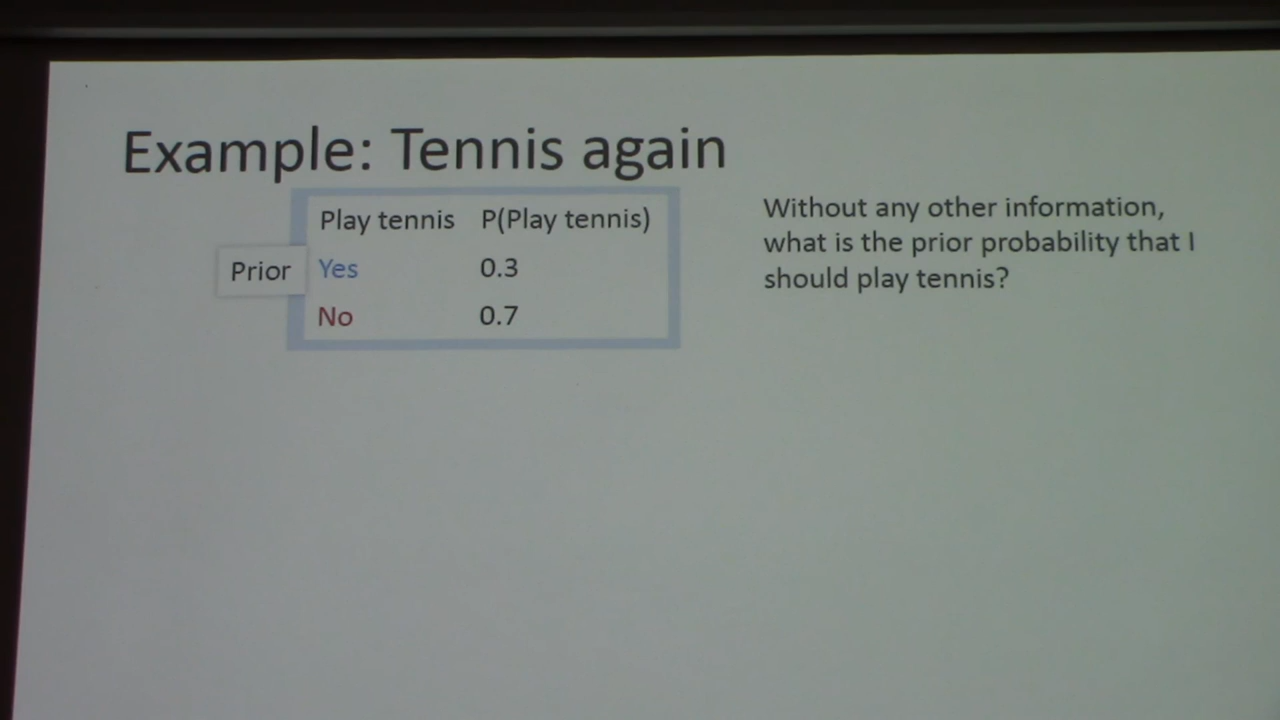 Example: Tennis again
Play tennis P(Play tennis)
Prior Yes 0.3
No 0.7
Without any other information,
what is the prior probability that I
should play tennis?